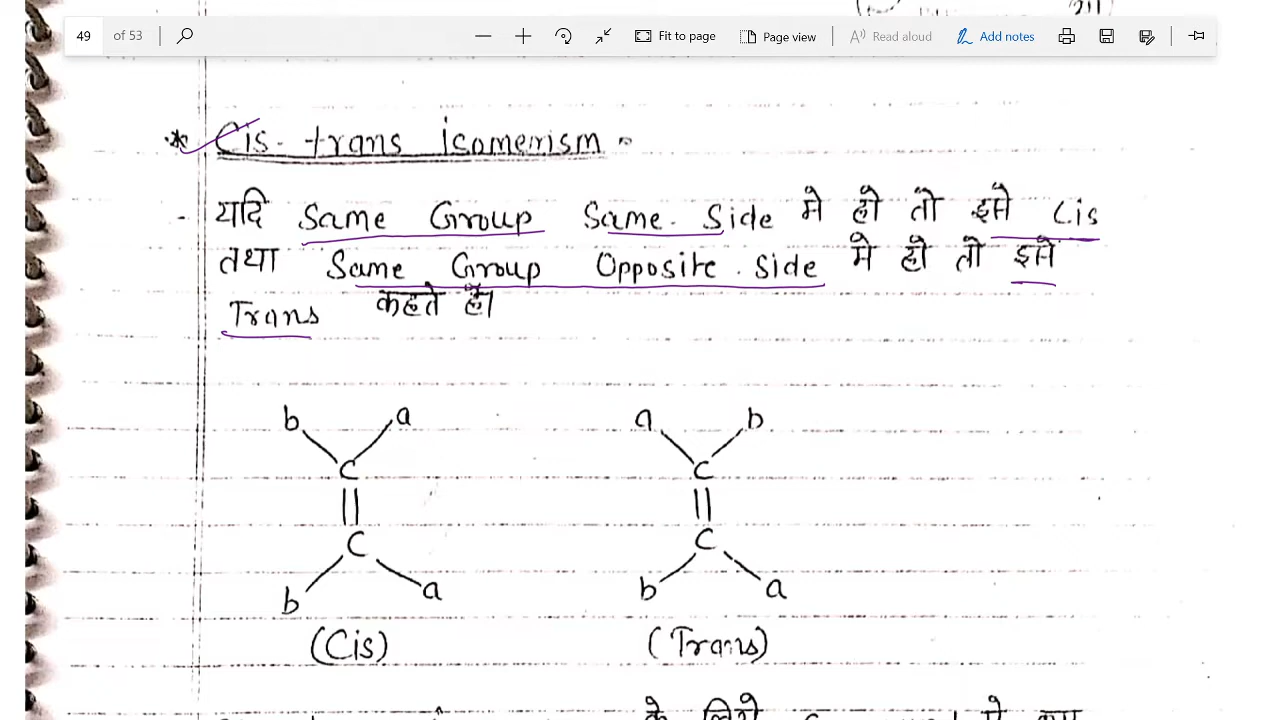 49 of 53 Fit to page Page view Read aloud Add notes
* Cis- trans isomerism -
- यदि Same Group Same Side मे हो तो इसे Cis
तथा Same Group Opposite Side मे हो तो इसे
Trans कहते हैं।
b a a b
C C
C C
b a b a
(Cis) (Trans)
के लिये